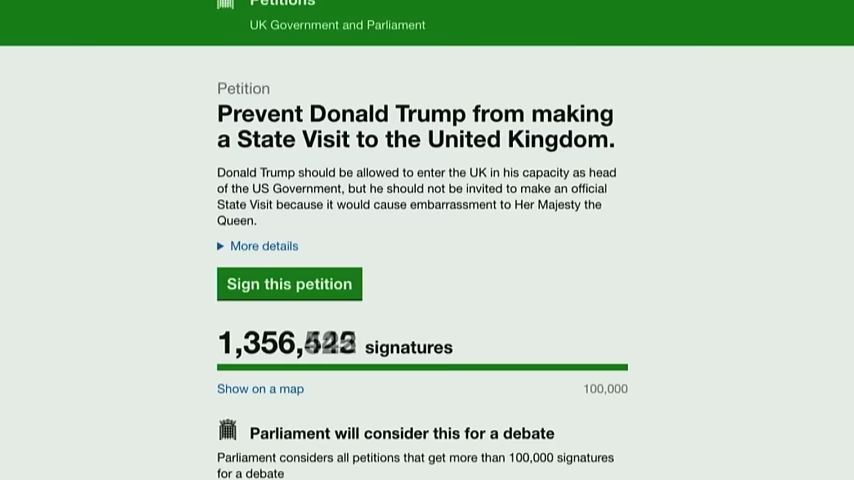 Petitions
UK Government and Parliament
Petition
Prevent Donald Trump from making
a State Visit to the United Kingdom.
Donald Trump should be allowed to enter the UK in his capacity as head
of the US Government, but he should not be invited to make an official
State Visit because it would cause embarrassment to Her Majesty the
Queen.
More details
Sign this petition
signatures
Show on a map
100,000
Parliament will consider this for a debate
Parliament considers all petitions that get more than 100,000 signatures
for a debate